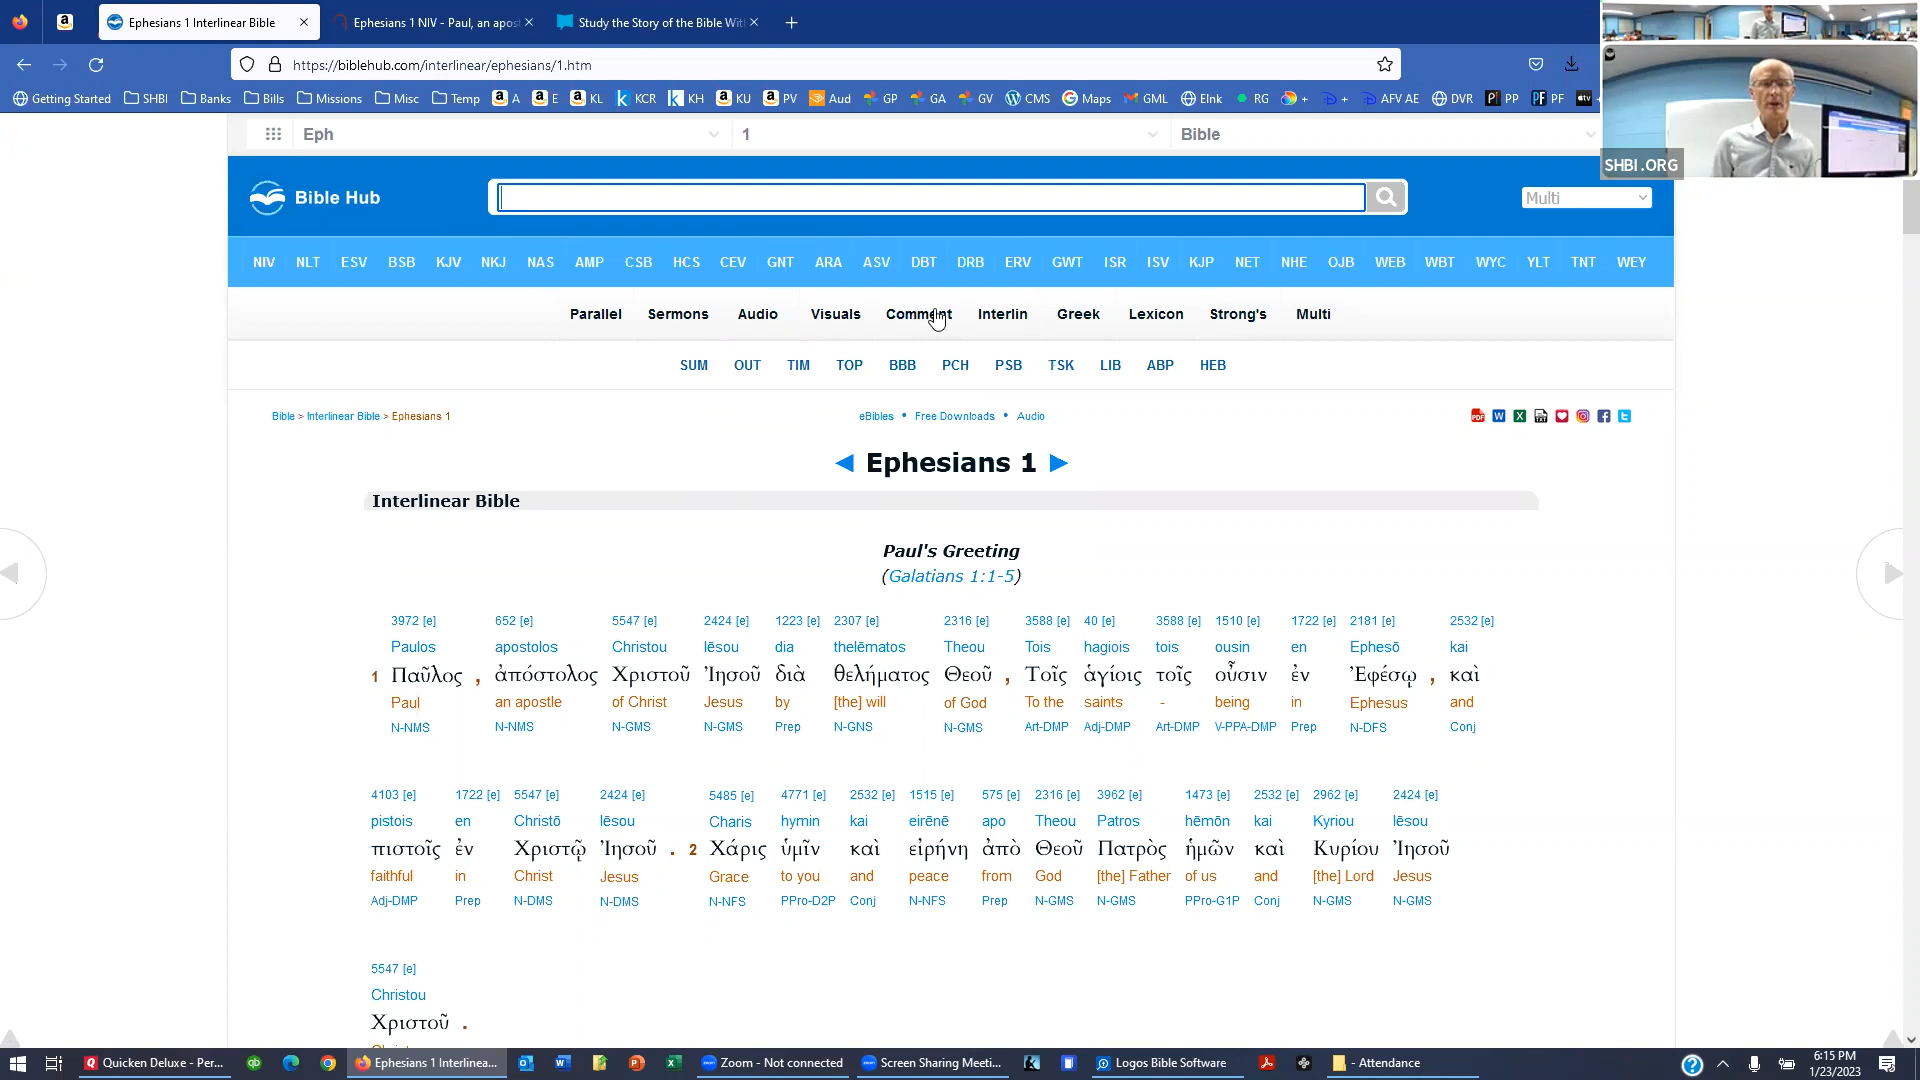 Ephesians 1 Interlinear Bible
Ephesians 1 NIV - Paul, an apost
Study the Story of the Bible Wit
https://biblehub.com/interlinear/ephesians/1.htm
Getting Started SHBI Banks Bills Missions Misc Temp A E KL KCR KH KU PV Aud GP GA GV CMS Maps GML EInk RG + + AFV AE DVR PP PF
SHBI.ORG
Eph 1 Bible
Bible Hub
Multi
NIV NLT ESV BSB KJV NKJ NAS AMP CSB HCS CEV GNT ARA ASV DBT DRB ERV GWT ISR ISV KJP NET NHE OJB WEB WBT WYC YLT TNT WEY
Parallel Sermons Audio Visuals Comment Interlin Greek Lexicon Strong's Multi
SUM OUT TIM TOP BBB PCH PSB TSK LIB ABP HEB
Bible > Interlinear Bible > Ephesians 1
eBibles • Free Downloads • Audio
◄ Ephesians 1 ►
Interlinear Bible
Paul's Greeting
(Galatians 1:1-5)
3972 [e] 652 [e] 5547 [e] 2424 [e] 1223 [e] 2307 [e] 2316 [e] 3588 [e] 40 [e] 3588 [e] 1510 [e] 1722 [e] 2181 [e] 2532 [e]
Paulos apostolos Christou Iēsou dia thelēmatos Theou Tois hagiois tois ousin en Ephesō kai
1 Παῦλος , ἀπόστολος Χριστοῦ Ἰησοῦ διὰ θελήματος Θεοῦ , Τοῖς ἁγίοις τοῖς οὖσιν ἐν Ἐφέσῳ , καὶ
Paul an apostle of Christ Jesus by [the] will of God To the saints - being in Ephesus and
N-NMS N-NMS N-GMS N-GMS Prep N-GNS N-GMS Art-DMP Adj-DMP Art-DMP V-PPA-DMP Prep N-DFS Conj
4103 [e] 1722 [e] 5547 [e] 2424 [e] 5485 [e] 4771 [e] 2532 [e] 1515 [e] 575 [e] 2316 [e] 3962 [e] 1473 [e] 2532 [e] 2962 [e] 2424 [e]
pistois en Christō Iēsou Charis hymin kai eirēnē apo Theou Patros hēmōn kai Kyriou Iēsou
πιστοῖς ἐν Χριστῷ Ἰησοῦ . 2 Χάρις ὑμῖν καὶ εἰρήνη ἀπὸ Θεοῦ Πατρὸς ἡμῶν καὶ Κυρίου Ἰησοῦ
faithful in Christ Jesus Grace to you and peace from God [the] Father of us and [the] Lord Jesus
Adj-DMP Prep N-DMS N-DMS N-NFS PPro-D2P Conj N-NFS Prep N-GMS N-GMS PPro-G1P Conj N-GMS N-GMS
5547 [e]
Christou
Χριστοῦ .
Quicken Deluxe - Per... Ephesians 1 Interlinea... Zoom - Not connected Screen Sharing Meeti... Logos Bible Software - Attendance
6:15 PM
1/23/2023